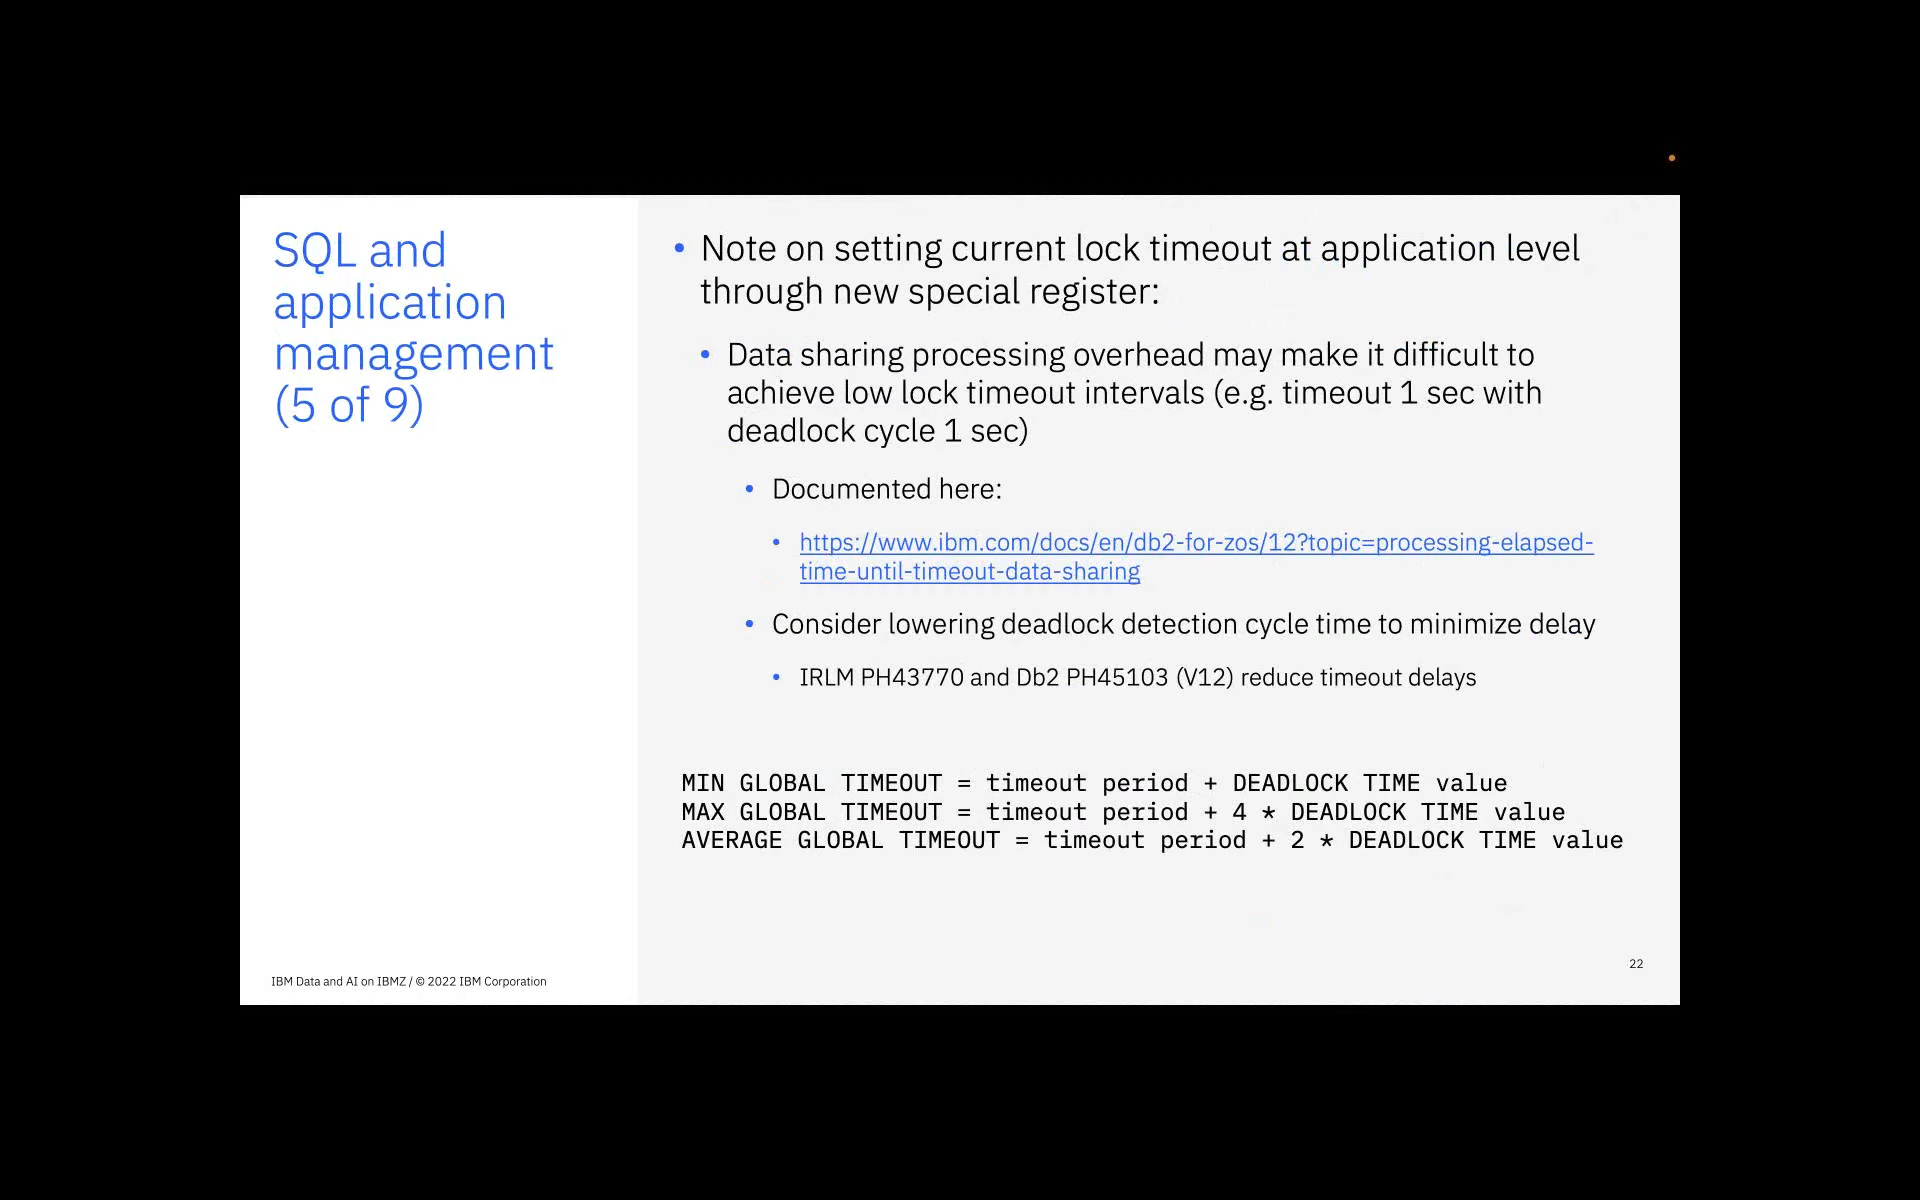 SQL and
application
management
(5 of 9)
• Note on setting current lock timeout at application level
through new special register:
• Data sharing processing overhead may make it difficult to
achieve low lock timeout intervals (e.g. timeout 1 sec with
deadlock cycle 1 sec)
• Documented here:
• https://www.ibm.com/docs/en/db2-for-zos/12?topic=processing-elapsed-
time-until-timeout-data-sharing
• Consider lowering deadlock detection cycle time to minimize delay
• IRLM PH43770 and Db2 PH45103 (V12) reduce timeout delays
MIN GLOBAL TIMEOUT = timeout period + DEADLOCK TIME value
MAX GLOBAL TIMEOUT = timeout period + 4 * DEADLOCK TIME value
AVERAGE GLOBAL TIMEOUT = timeout period + 2 * DEADLOCK TIME value
22
IBM Data and AI on IBMZ / © 2022 IBM Corporation